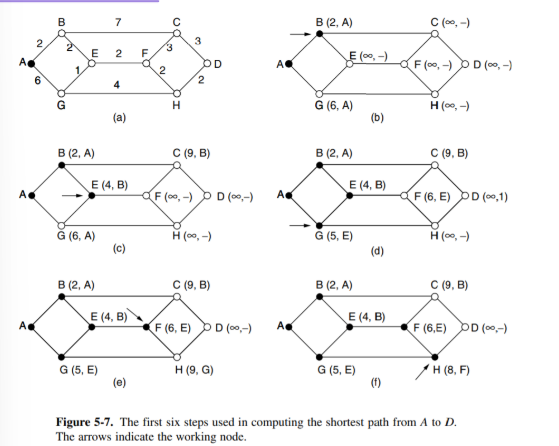 B 7 C
2 2 3 3
A E 2 F D
6 1 2 2
4
G H
(a)
B (2, A) C (∞, −)
E (∞, −)
A F (∞, −) D (∞, −)
G (6, A) H (∞, −)
(b)
B (2, A) C (9, B)
E (4, B)
A F (∞, −) D (∞,−)
G (6, A) H (∞, −)
(c)
B (2, A) C (9, B)
E (4, B)
A F (6, E) D (∞,1)
G (5, E) H (∞, −)
(d)
B (2, A) C (9, B)
E (4, B)
A F (6, E) D (∞,−)
G (5, E) H (9, G)
(e)
B (2, A) C (9, B)
E (4, B)
A F (6,E) D (∞,−)
G (5, E) H (8, F)
(f)
Figure 5-7. The first six steps used in computing the shortest path from A to D.
The arrows indicate the working node.